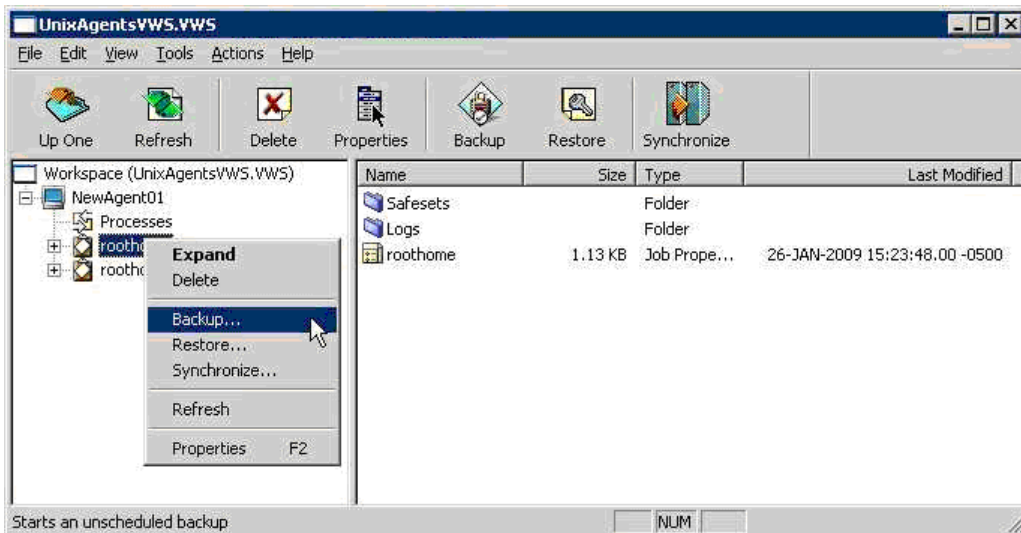 UnixAgentsVWS.VWS
File Edit View Tools Actions Help
Up One Refresh Delete Properties Backup Restore Synchronize
Workspace (UnixAgentsVWS.VWS)
NewAgent01
Processes
Expand
Delete
Backup...
Restore...
Synchronize...
Refresh
Properties F2
Name Size Type Last Modified
Safesets Folder
Logs Folder
roothome 1.13 KB Job Prope... 26-JAN-2009 15:23:48.00 -0500
Starts an unscheduled backup NUM